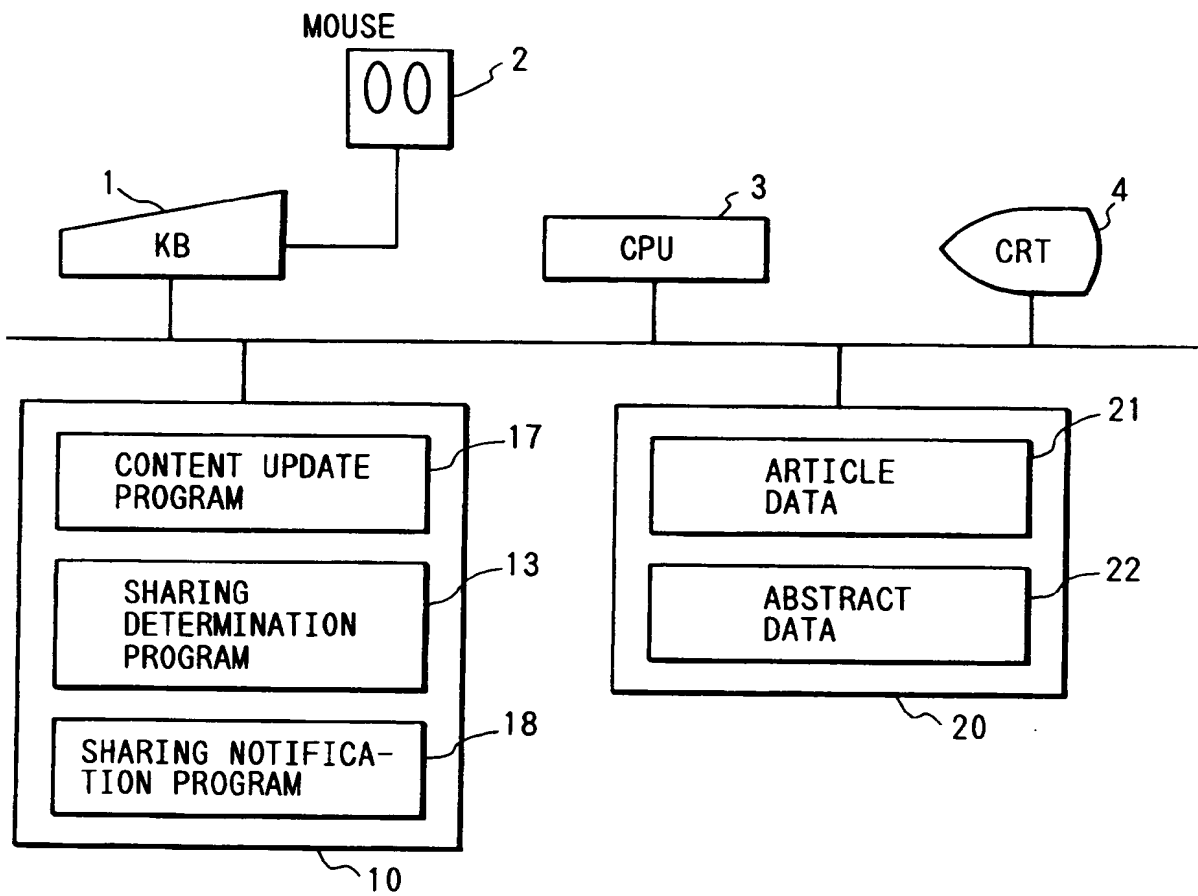 MOUSE
2
1
KB
3
CPU
4
CRT
CONTENT UPDATE
PROGRAM
17
SHARING
DETERMINATION
PROGRAM
13
SHARING NOTIFICA-
TION PROGRAM
18
10
ARTICLE
DATA
21
ABSTRACT
DATA
22
20